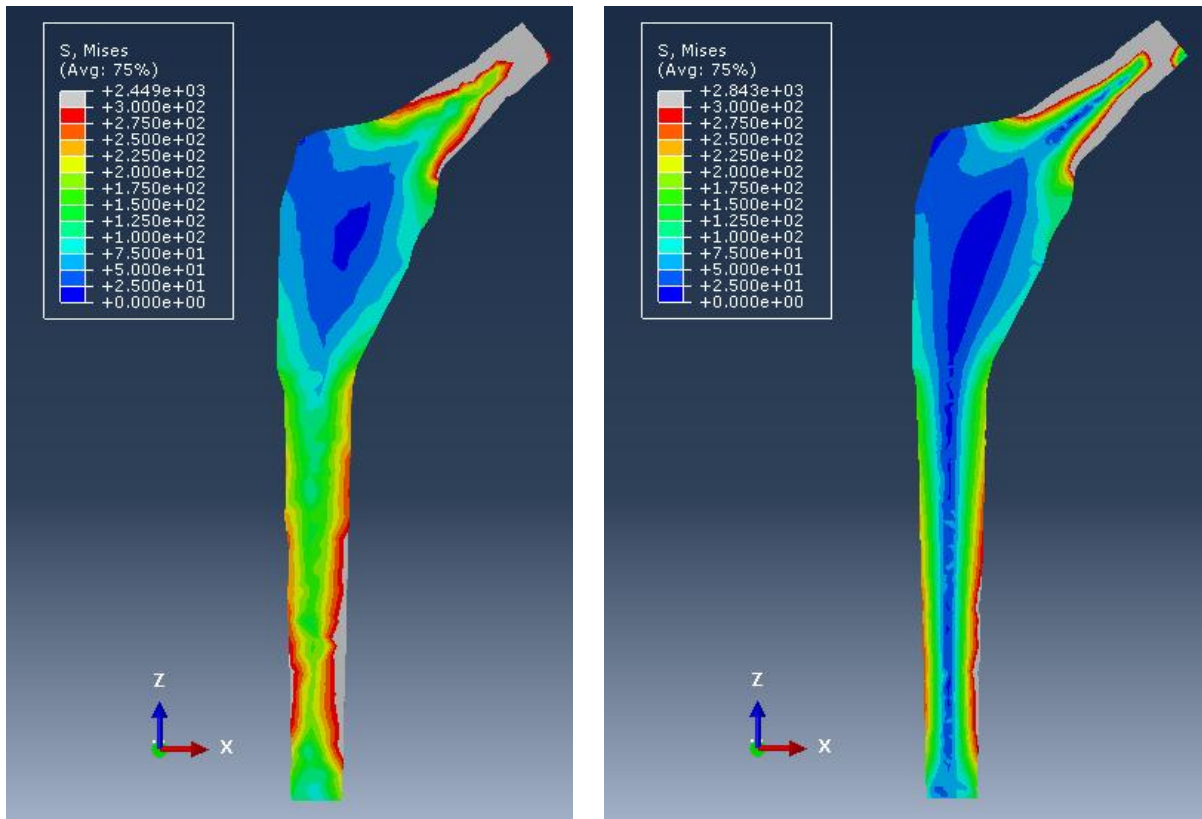 S, Mises
(Avg: 75%)
+2.449e+03
+3.000e+02
+2.750e+02
+2.500e+02
+2.250e+02
+2.000e+02
+1.750e+02
+1.500e+02
+1.250e+02
+1.000e+02
+7.500e+01
+5.000e+01
+2.500e+01
+0.000e+00
Z
X
S, Mises
(Avg: 75%)
+2.843e+03
+3.000e+02
+2.750e+02
+2.500e+02
+2.250e+02
+2.000e+02
+1.750e+02
+1.500e+02
+1.250e+02
+1.000e+02
+7.500e+01
+5.000e+01
+2.500e+01
+0.000e+00
Z
X